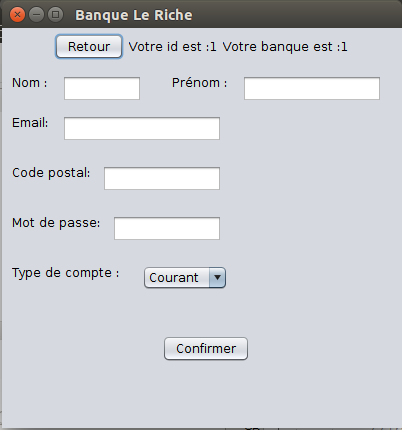 Banque Le Riche
Retour Votre id est :1 Votre banque est :1
Nom : Prénom :
Email:
Code postal:
Mot de passe:
Type de compte : Courant
Confirmer